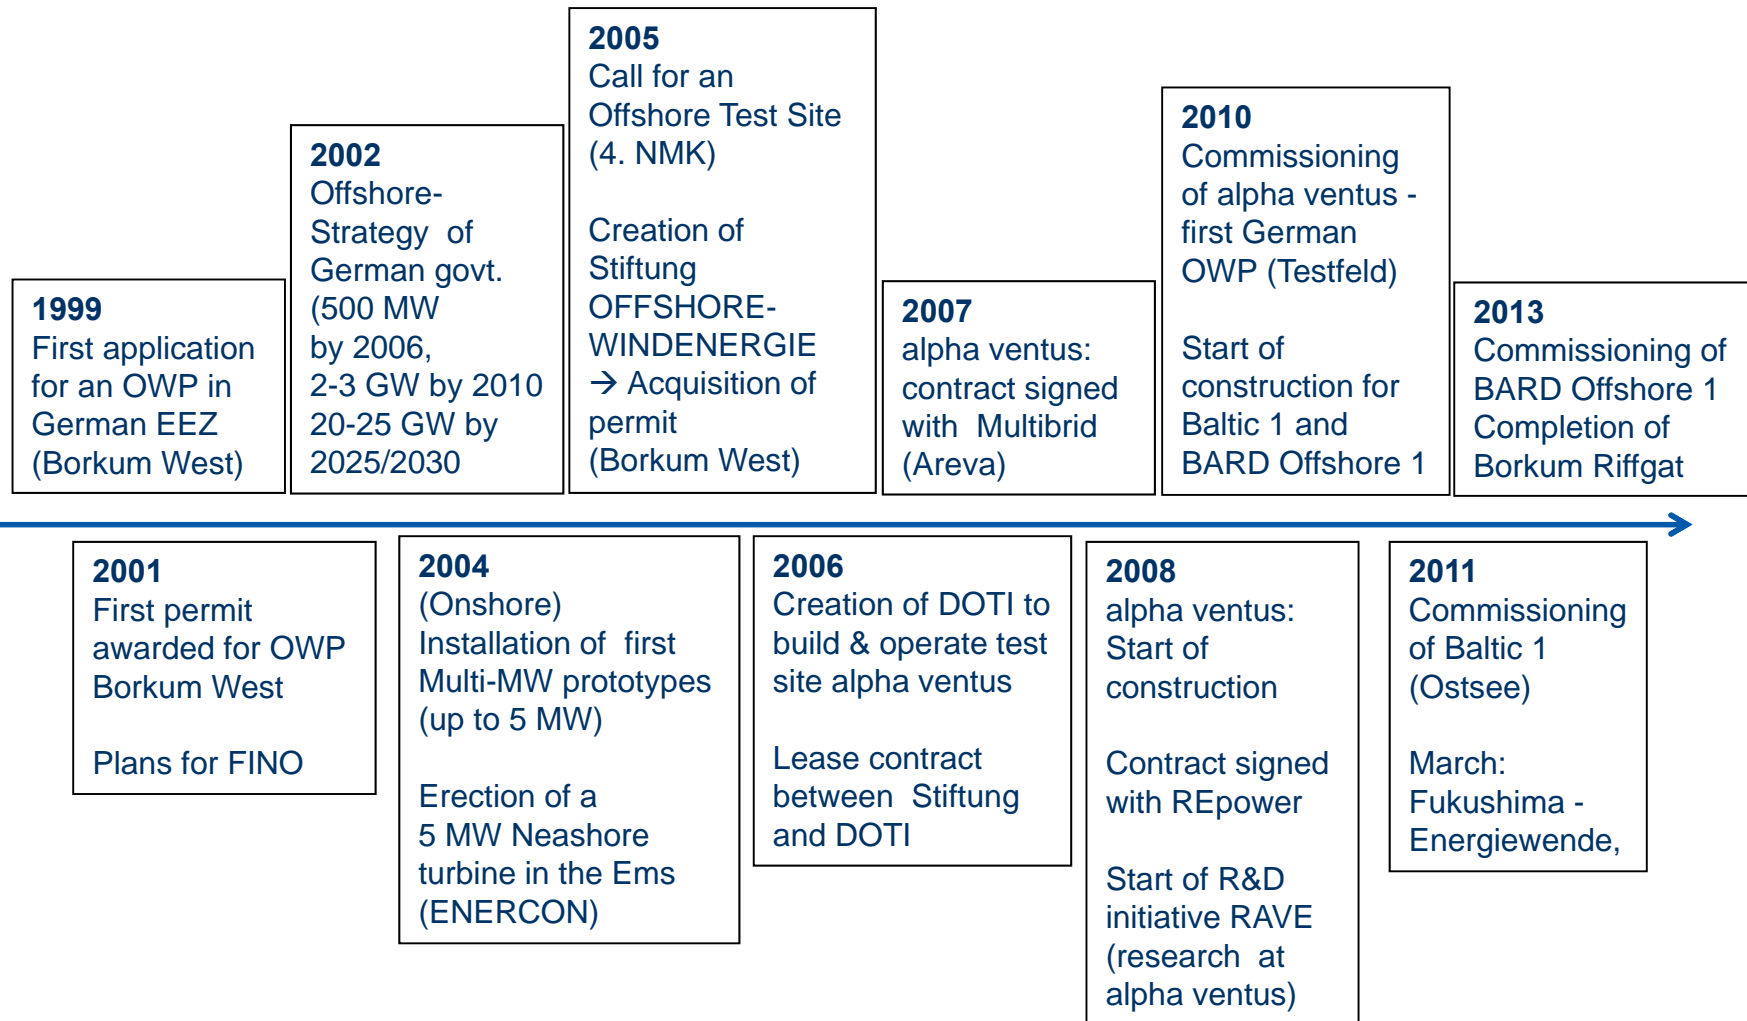 1999
First application
for an OWP in
German EEZ
(Borkum West)
2002
Offshore-
Strategy of
German govt.
(500 MW
by 2006,
2-3 GW by 2010
20-25 GW by
2025/2030
2005
Call for an
Offshore Test Site
(4. NMK)
Creation of
Stiftung
OFFSHORE-
WINDENERGIE
→ Acquisition of
permit
(Borkum West)
2007
alpha ventus:
contract signed
with Multibrid
(Areva)
2010
Commissioning
of alpha ventus -
first German
OWP (Testfeld)
Start of
construction for
Baltic 1 and
BARD Offshore 1
2013
Commissioning of
BARD Offshore 1
Completion of
Borkum Riffgat
2001
First permit
awarded for OWP
Borkum West
Plans for FINO
2004
(Onshore)
Installation of first
Multi-MW prototypes
(up to 5 MW)
Erection of a
5 MW Neashore
turbine in the Ems
(ENERCON)
2006
Creation of DOTI to
build & operate test
site alpha ventus
Lease contract
between Stiftung
and DOTI
2008
alpha ventus:
Start of
construction
Contract signed
with REpower
Start of R&D
initiative RAVE
(research at
alpha ventus)
2011
Commissioning
of Baltic 1
(Ostsee)
March:
Fukushima -
Energiewende,